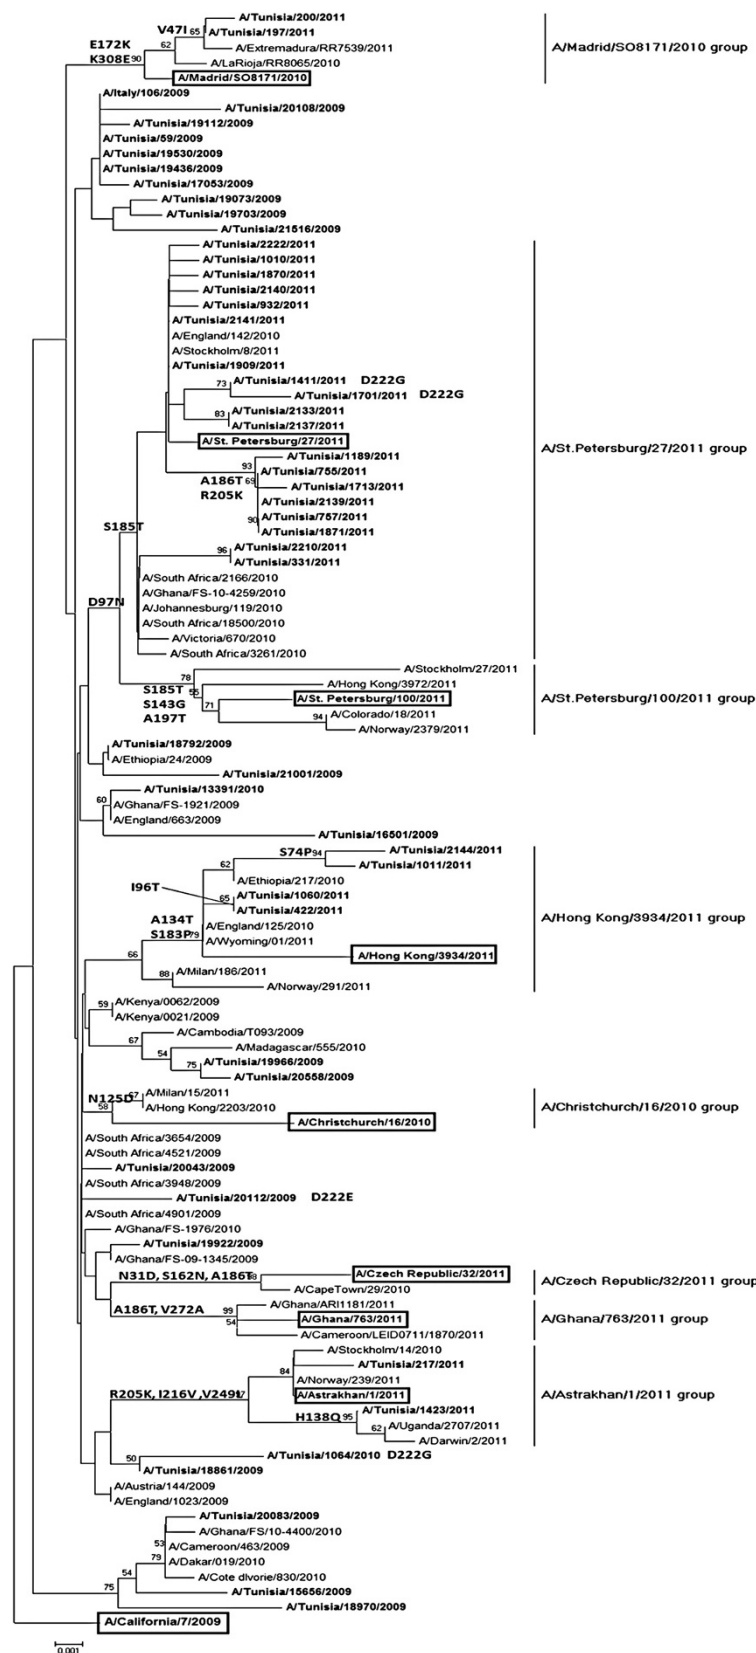 A/Tunisia/200/2011
V47I 65 A/Tunisia/197/2011
E172K 62 A/Extremadura/RR7539/2011
A/Madrid/SO8171/2010 group
K308E 90 A/LaRioja/RR8065/2010
A/Madrid/SO8171/2010
A/Italy/106/2009
A/Tunisia/20108/2009
A/Tunisia/19112/2009
A/Tunisia/59/2009
A/Tunisia/19530/2009
A/Tunisia/19436/2009
A/Tunisia/17053/2009
A/Tunisia/19073/2009
A/Tunisia/19703/2009
A/Tunisia/21516/2009
A/Tunisia/2222/2011
A/Tunisia/1010/2011
A/Tunisia/1870/2011
A/Tunisia/2140/2011
A/Tunisia/932/2011
A/Tunisia/2141/2011
A/England/142/2010
A/Stockholm/8/2011
A/Tunisia/1909/2011
73 A/Tunisia/1411/2011 D222G
A/Tunisia/1701/2011 D222G
83 A/Tunisia/2133/2011
A/Tunisia/2137/2011
A/St. Petersburg/27/2011
A/St.Petersburg/27/2011 group
93 A/Tunisia/1189/2011
A186T 69 A/Tunisia/755/2011
R205K A/Tunisia/1713/2011
A/Tunisia/2139/2011
90 A/Tunisia/757/2011
S185T A/Tunisia/1871/2011
96 A/Tunisia/2210/2011
A/Tunisia/331/2011
A/South Africa/2166/2010
A/Ghana/FS-10-4259/2010
D97N A/Johannesburg/119/2010
A/South Africa/18500/2010
A/Victoria/670/2010
A/South Africa/3261/2010
78 A/Stockholm/27/2011
S185T 55 A/Hong Kong/3972/2011
S143G 71 A/St. Petersburg/100/2011
A/St.Petersburg/100/2011 group
A197T 94 A/Colorado/18/2011
A/Norway/2379/2011
A/Tunisia/18792/2009
A/Ethiopia/24/2009
A/Tunisia/21001/2009
A/Tunisia/13391/2010
60 A/Ghana/FS-1921/2009
A/England/663/2009
A/Tunisia/16501/2009
S74P 94 A/Tunisia/2144/2011
62 A/Tunisia/1011/2011
A/Ethiopia/217/2010
I96T 65 A/Tunisia/1060/2011
A/Tunisia/422/2011
A134T A/England/125/2010
A/Hong Kong/3934/2011 group
S183P 79 A/Wyoming/01/2011
66 A/Hong Kong/3934/2011
88 A/Milan/186/2011
A/Norway/291/2011
59 A/Kenya/0062/2009
A/Kenya/0021/2009
67 A/Cambodia/T093/2009
54 A/Madagascar/555/2010
75 A/Tunisia/19966/2009
A/Tunisia/20558/2009
N125D 67 A/Milan/15/2011
58 A/Hong Kong/2203/2010
A/Christchurch/16/2010 group
A/Christchurch/16/2010
A/South Africa/3654/2009
A/South Africa/4521/2009
A/Tunisia/20043/2009
A/South Africa/3948/2009
A/Tunisia/20112/2009 D222E
A/South Africa/4901/2009
A/Ghana/FS-1976/2010
A/Tunisia/19922/2009
A/Ghana/FS-09-1345/2009
N31D, S162N, A186T A/Czech Republic/32/2011
A/Czech Republic/32/2011 group
A/CapeTown/29/2010
A186T, V272A 99 A/Ghana/ARI1181/2011
54 A/Ghana/763/2011
A/Ghana/763/2011 group
A/Cameroon/LEID0711/1870/2011
A/Stockholm/14/2010
84 A/Tunisia/217/2011
A/Norway/239/2011
R205K, I216V, V249L A/Astrakhan/1/2011
A/Astrakhan/1/2011 group
H138Q 95 A/Tunisia/1423/2011
62 A/Uganda/2707/2011
A/Darwin/2/2011
50 A/Tunisia/1064/2010 D222G
A/Tunisia/18861/2009
A/Austria/144/2009
A/England/1023/2009
A/Tunisia/20083/2009
A/Ghana/FS/10-4400/2010
53 A/Cameroon/463/2009
79 A/Dakar/019/2010
54 A/Cote dIvorie/830/2010
75 A/Tunisia/15656/2009
A/Tunisia/18970/2009
A/California/7/2009
0.001